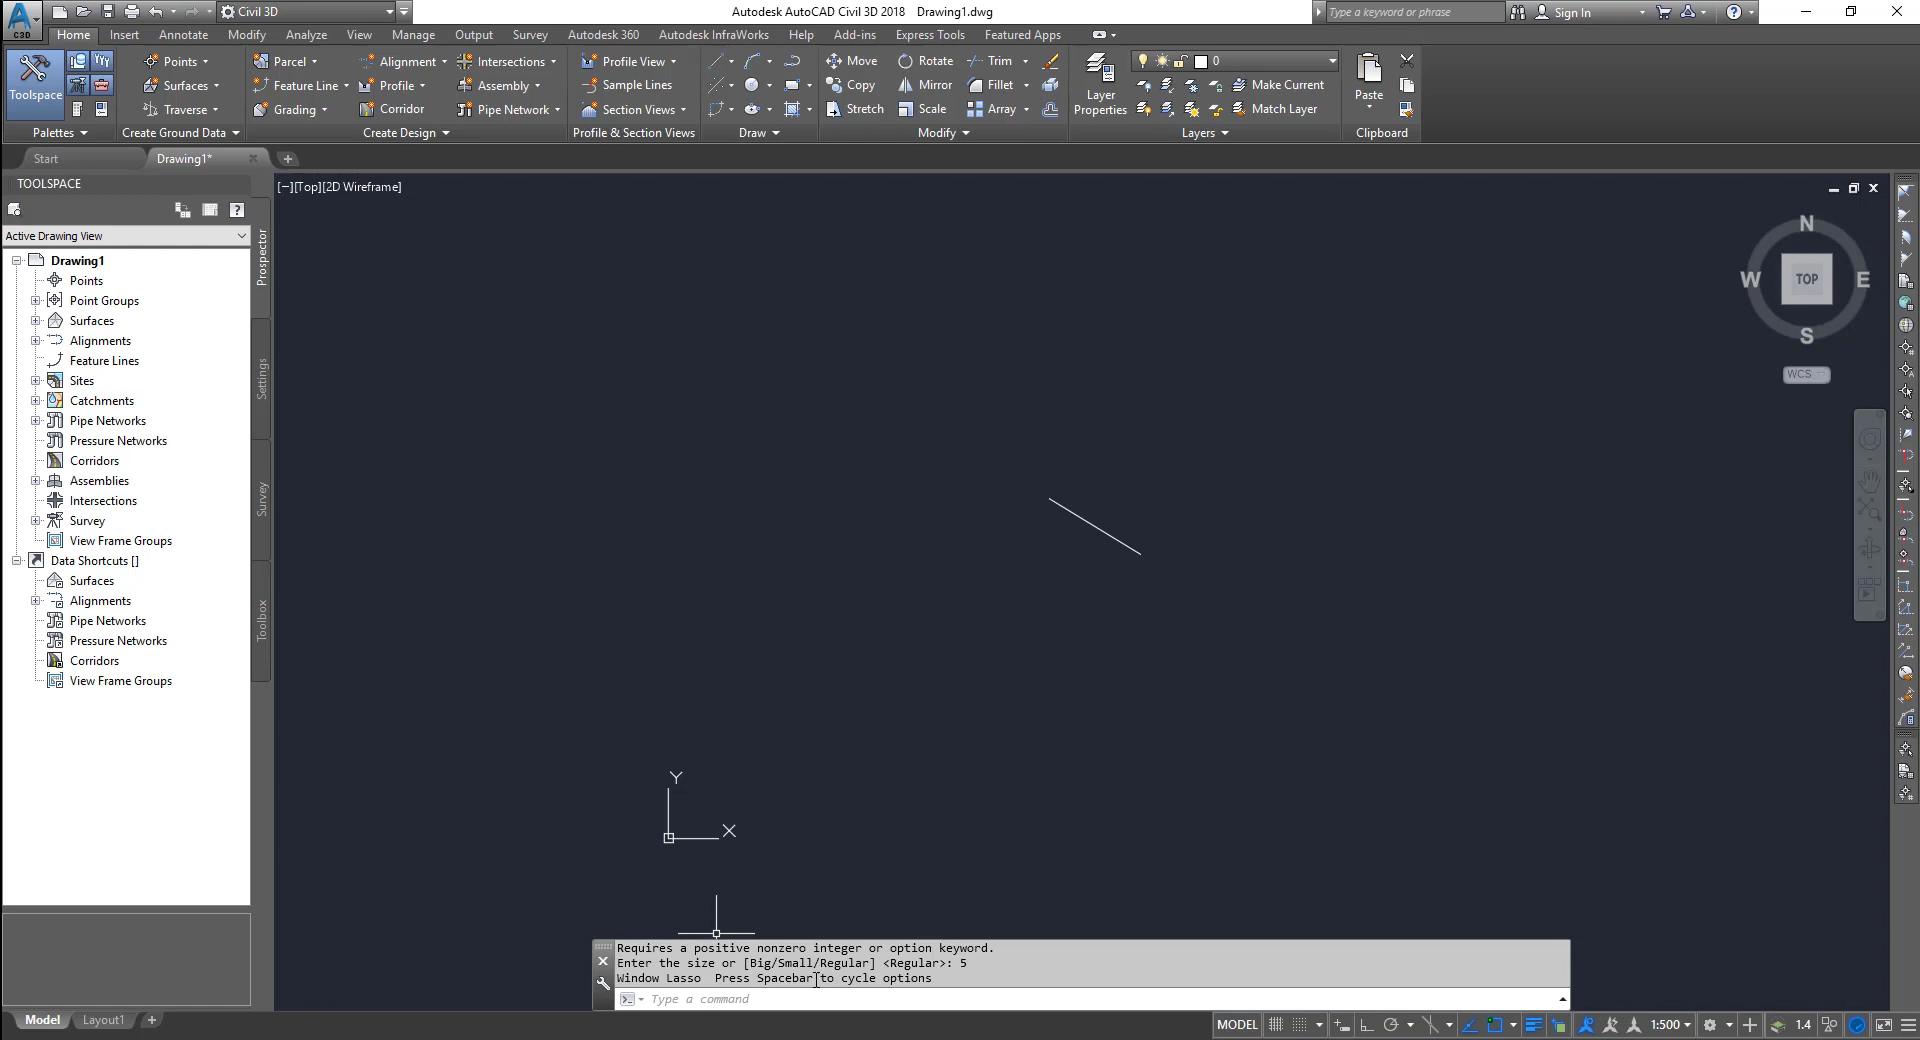 Civil 3D
Autodesk AutoCAD Civil 3D 2018 Drawing1.dwg
Type a keyword or phrase
Sign In
C3D
Home Insert Annotate Modify Analyze View Manage Output Survey Autodesk 360 Autodesk InfraWorks Help Add-ins Express Tools Featured Apps
Toolspace
Palettes
Points
Surfaces
Traverse
Create Ground Data
Parcel
Feature Line
Grading
Alignment
Profile
Corridor
Intersections
Assembly
Pipe Network
Create Design
Profile View
Sample Lines
Section Views
Profile & Section Views
Draw
Move
Copy
Stretch
Rotate
Mirror
Scale
Trim
Fillet
Array
Modify
Layer
Properties
0
Make Current
Match Layer
Layers
Paste
Clipboard
Start
Drawing1*
TOOLSPACE
Active Drawing View
Drawing1
Points
Point Groups
Surfaces
Alignments
Feature Lines
Sites
Catchments
Pipe Networks
Pressure Networks
Corridors
Assemblies
Intersections
Survey
View Frame Groups
Data Shortcuts []
Surfaces
Alignments
Pipe Networks
Pressure Networks
Corridors
View Frame Groups
Prospector
Settings
Survey
Toolbox
[−][Top][2D Wireframe]
N
W
TOP
E
S
WCS
Y
X
Requires a positive nonzero integer or option keyword.
Enter the size or [Big/Small/Regular] <Regular>: 5
Window Lasso Press Spacebar to cycle options
Type a command
Model
Layout1
MODEL
1:500
1.4